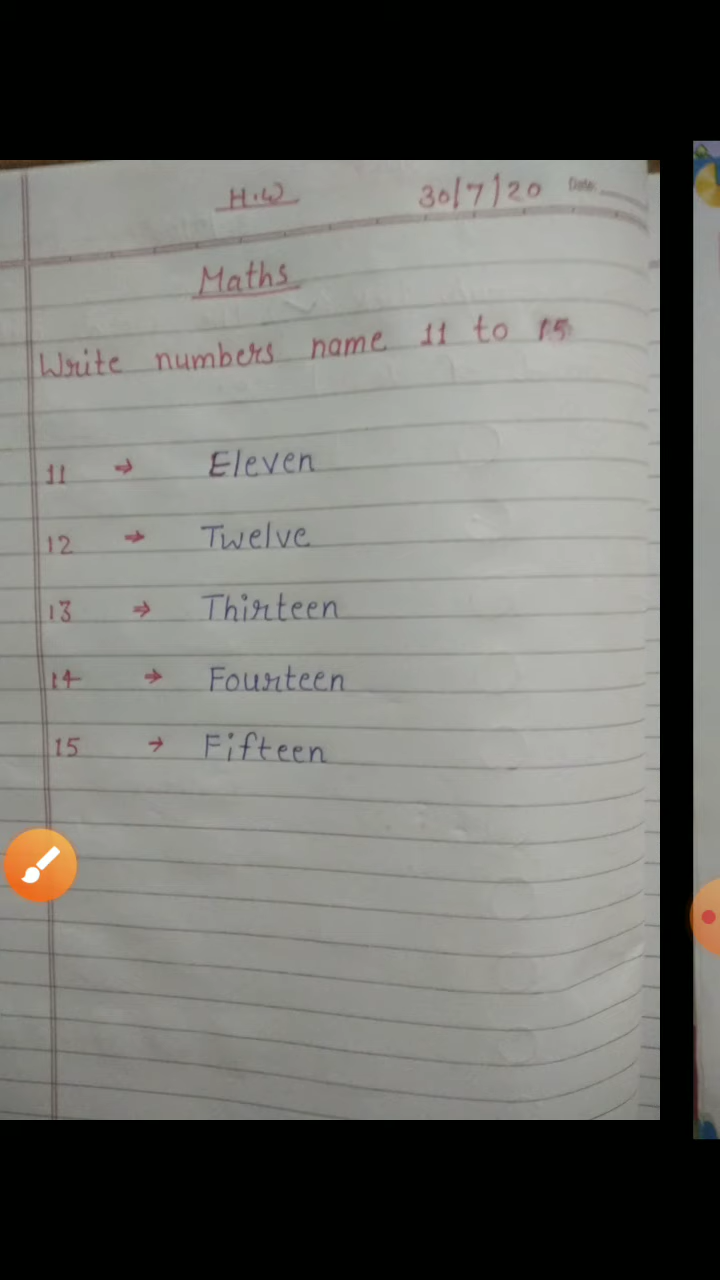 H.W 30/7/20 Date:
Maths
Write numbers name 11 to 15
11 → Eleven
12 → Twelve
13 → Thirteen
14 → Fourteen
15 → Fifteen